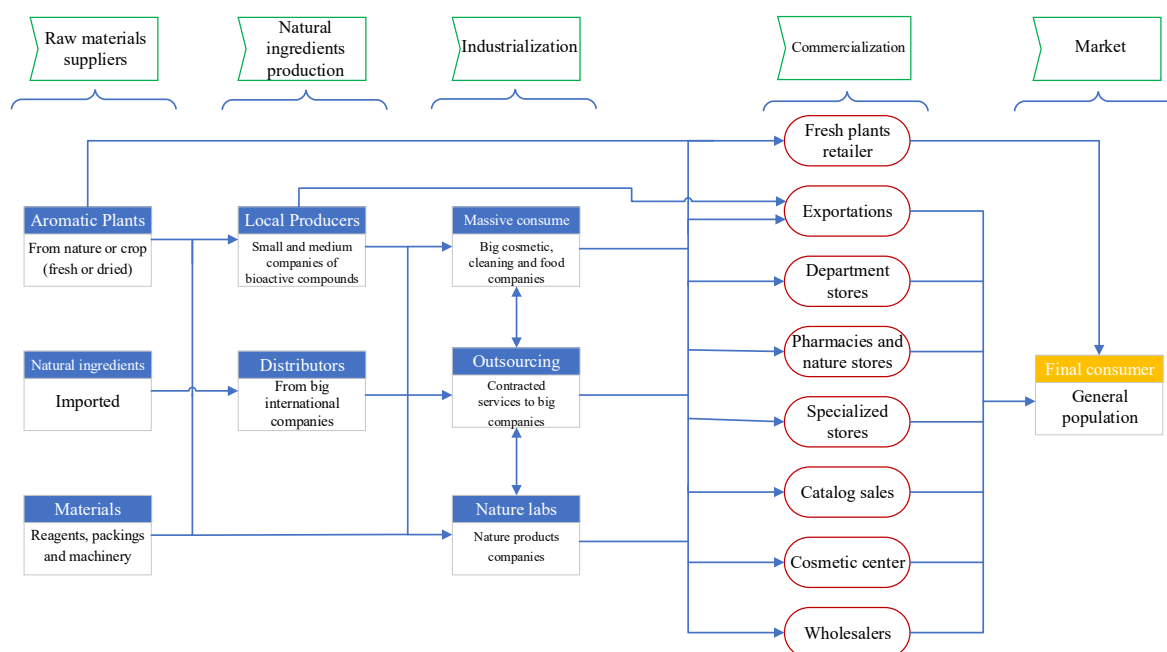 Raw materials
suppliers
Natural
ingredients
production
Industrialization
Commercialization
Market
Fresh plants
retailer
Aromatic Plants
From nature or crop
(fresh or dried)
Local Producers
Small and medium
companies of
bioactive compounds
Massive consume
Big cosmetic,
cleaning and food
companies
Exportations
Department
stores
Natural ingredients
Imported
Distributors
From big
international
companies
Outsourcing
Contracted
services to big
companies
Pharmacies and
nature stores
Specialized
stores
Final consumer
General
population
Materials
Reagents, packings
and machinery
Nature labs
Nature products
companies
Catalog sales
Cosmetic center
Wholesalers